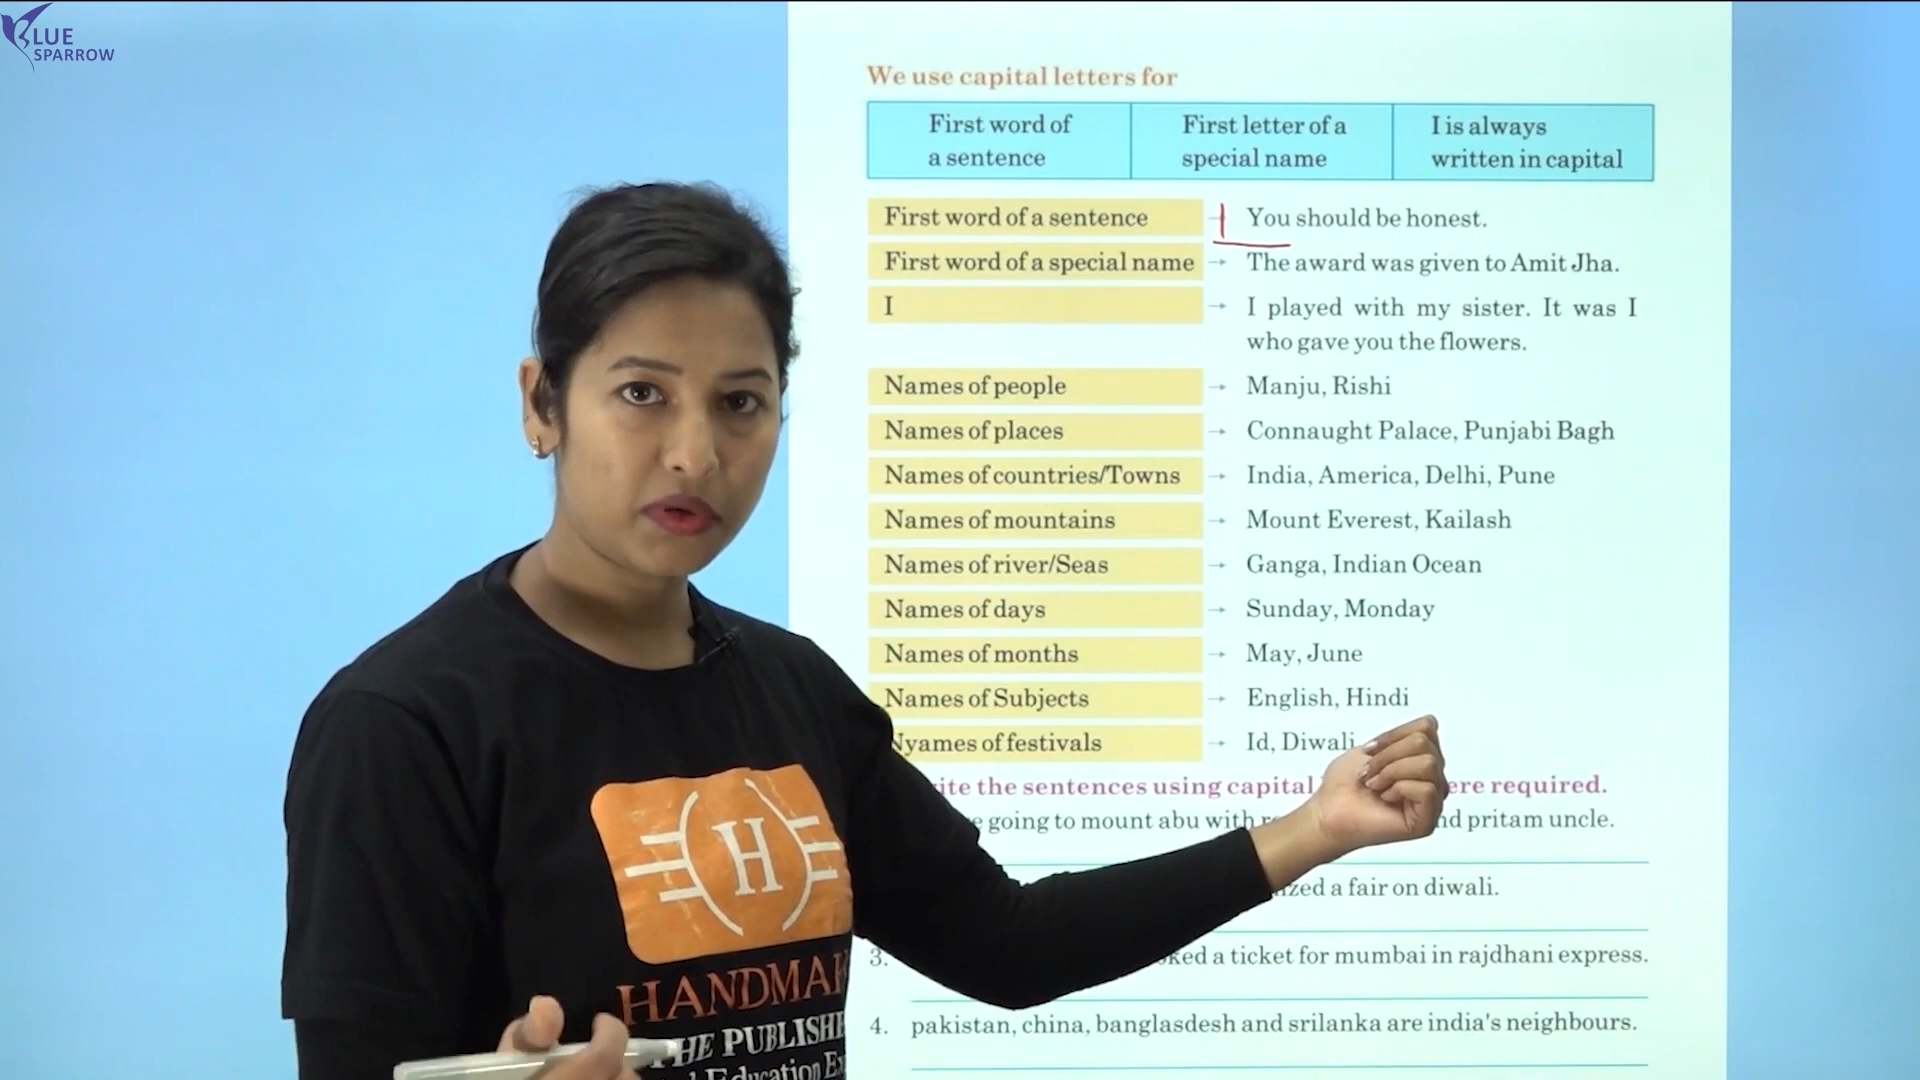 BLUE
SPARROW
We use capital letters for
First word of
a sentence
First letter of a
special name
I is always
written in capital
First word of a sentence → You should be honest.
First word of a special name → The award was given to Amit Jha.
I → I played with my sister. It was I
who gave you the flowers.
Names of people → Manju, Rishi
Names of places → Connaught Palace, Punjabi Bagh
Names of countries/Towns → India, America, Delhi, Pune
Names of mountains → Mount Everest, Kailash
Names of river/Seas → Ganga, Indian Ocean
Names of days → Sunday, Monday
Names of months → May, June
Names of Subjects → English, Hindi
Nyames of festivals → Id, Diwali
the sentences using capital required.
going to mount abu with pritam uncle.
a fair on diwali.
3. a ticket for mumbai in rajdhani express.
4. pakistan, china, banglasdesh and srilanka are india's neighbours.
H
HANDMA
THE PUBLISH
Education